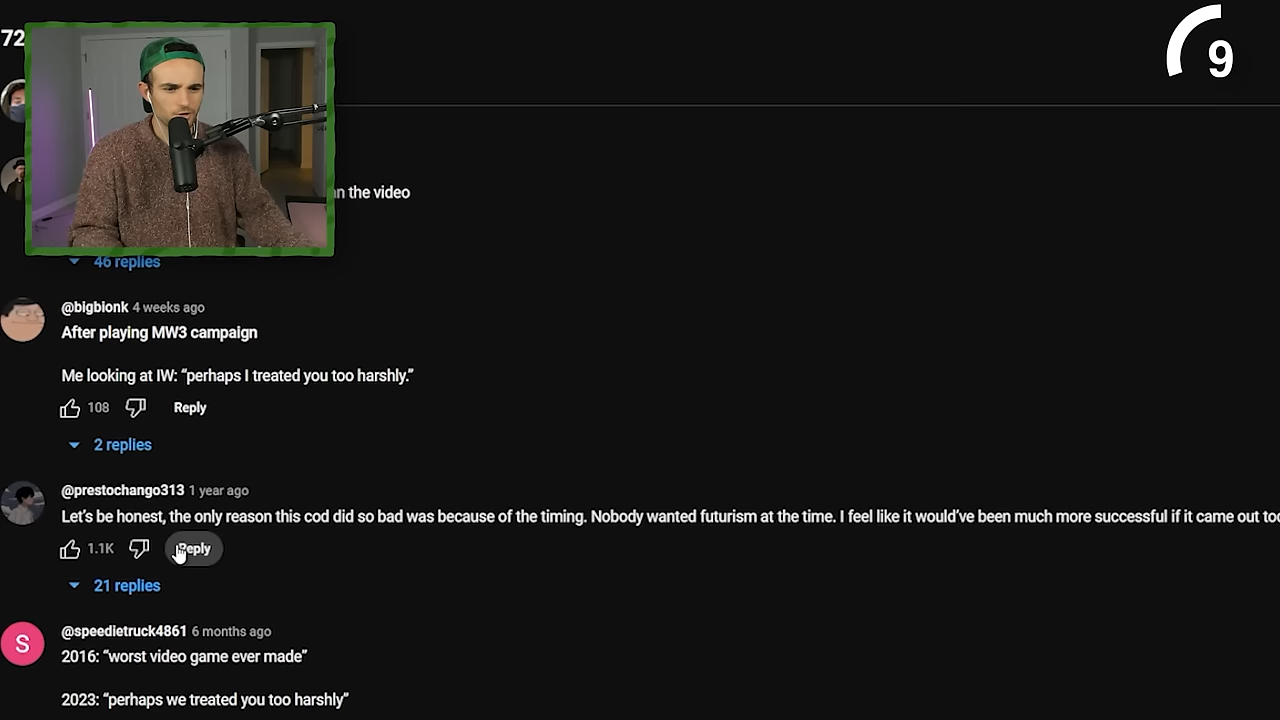 72
9
an the video
46 replies
@bigbionk 4 weeks ago
After playing MW3 campaign
Me looking at IW: “perhaps I treated you too harshly.”
108 Reply
2 replies
@prestochango313 1 year ago
Let’s be honest, the only reason this cod did so bad was because of the timing. Nobody wanted futurism at the time. I feel like it would’ve been much more successful if it came out
1.1K Reply
21 replies
S
@speedietruck4861 6 months ago
2016: “worst video game ever made”
2023: “perhaps we treated you too harshly”